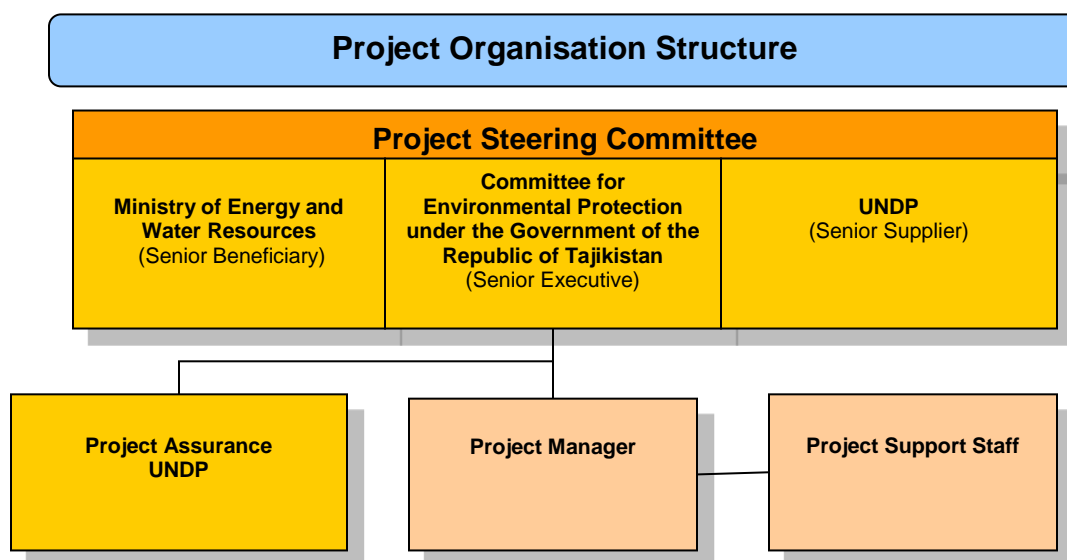 Project Organisation Structure
Project Steering Committee
Ministry of Energy and
Water Resources
(Senior Beneficiary)
Committee for
Environmental Protection
under the Government of the
Republic of Tajikistan
(Senior Executive)
UNDP
(Senior Supplier)
Project Assurance
UNDP
Project Manager
Project Support Staff